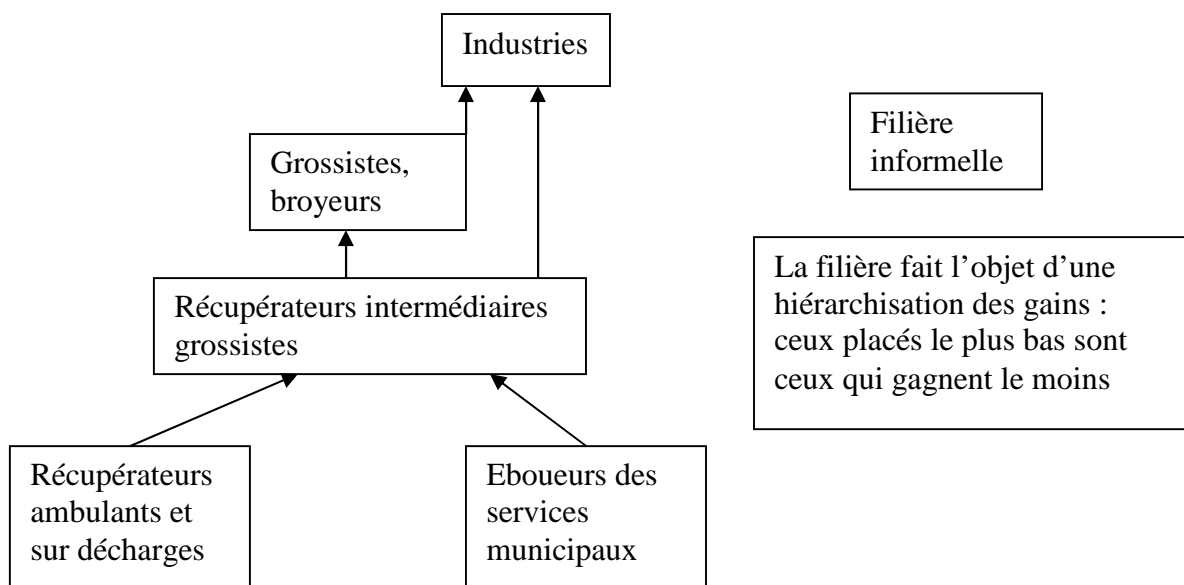 Industries
Filière
informelle
Grossistes,
broyeurs
La filière fait l’objet d’une
hiérarchisation des gains :
ceux placés le plus bas sont
ceux qui gagnent le moins
Récupérateurs intermédiaires
grossistes
Récupérateurs
ambulants et
sur décharges
Eboueurs des
services
municipaux